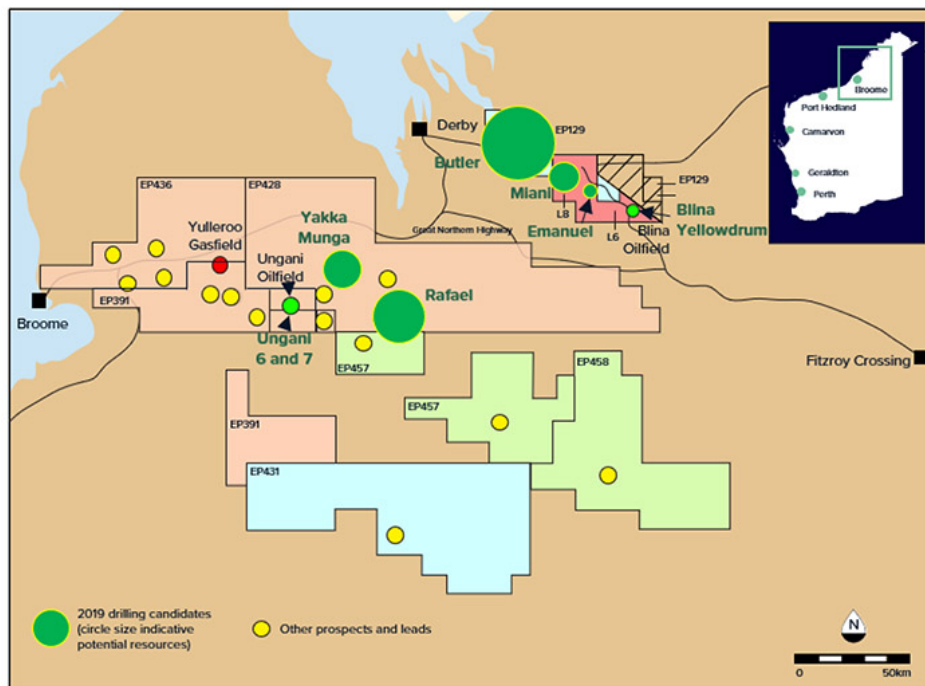 Broome
Port Hedland
Carnarvon
Geraldton
Perth
Derby
EP129
Butler
Miani
EP129
L8
Emanuel
L6
Blina
Oilfield
Blina
Yellowdrum
EP436
EP428
Yulleroo
Gasfield
Yakka
Munga
Great Northern Highway
Ungani
Oilfield
EP391
Rafael
Broome
Ungani
6 and 7
EP457
Fitzroy Crossing
EP458
EP457
EP391
EP431
2019 drilling candidates
(circle size indicative
potential resources)
Other prospects and leads
N
0
50km